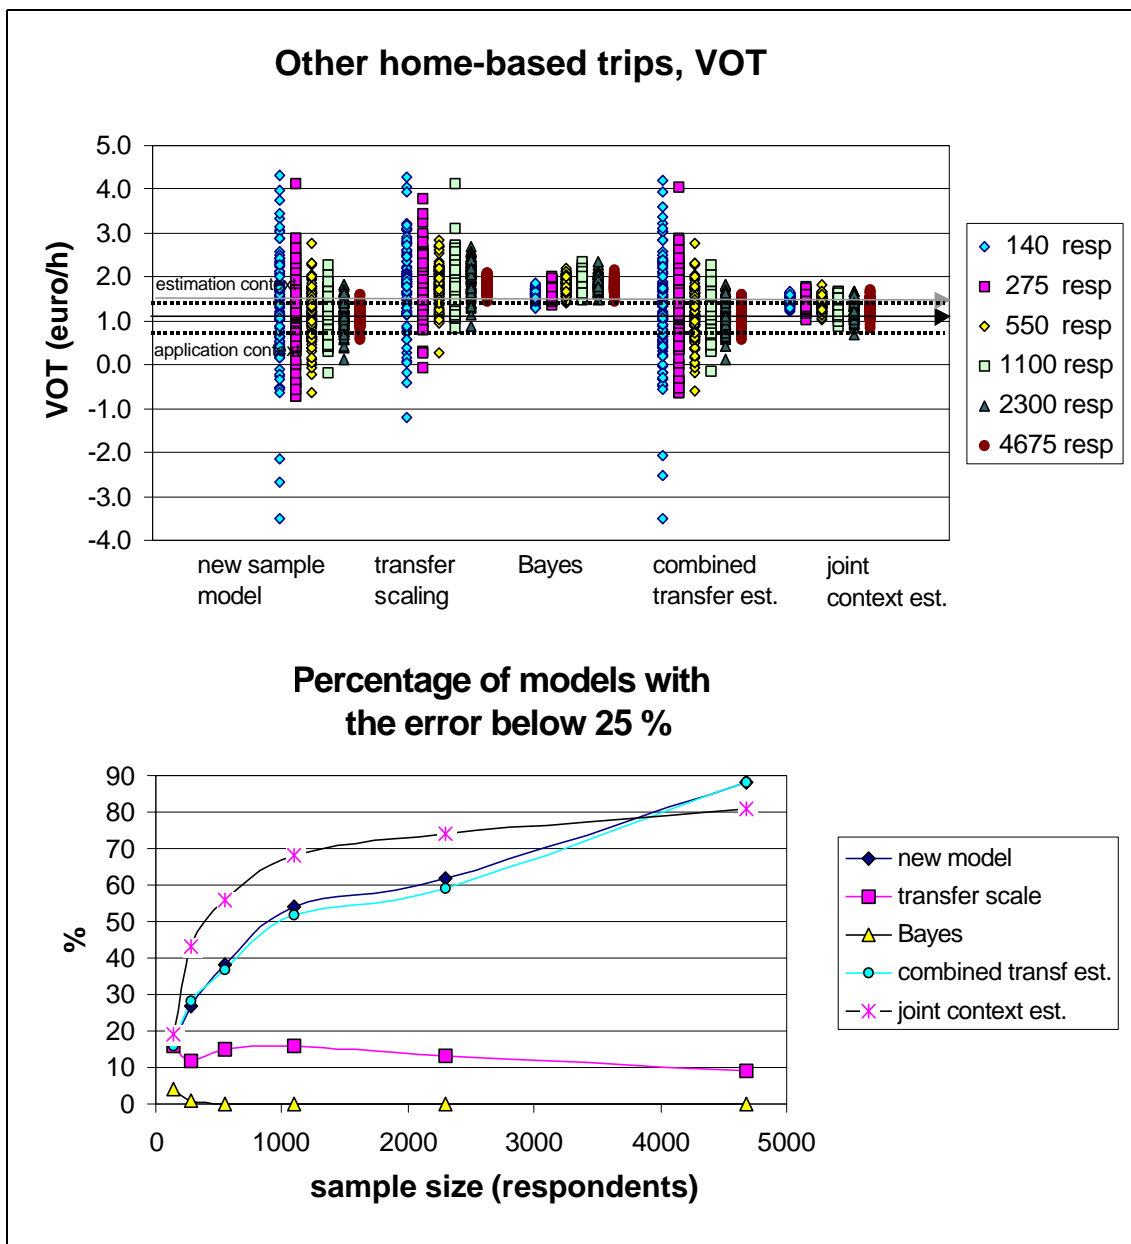 Other home-based trips, VOT
5.0
4.0
3.0
2.0
1.0
0.0
-1.0
-2.0
-3.0
-4.0
VOT (euro/h)
estimation context
application context
new sample
model
transfer
scaling
Bayes
combined
transfer est.
joint
context est.
140 resp
275 resp
550 resp
1100 resp
2300 resp
4675 resp
Percentage of models with
the error below 25 %
90
80
70
60
50
40
30
20
10
0
%
0 1000 2000 3000 4000 5000
sample size (respondents)
new model
transfer scale
Bayes
combined transf est.
joint context est.